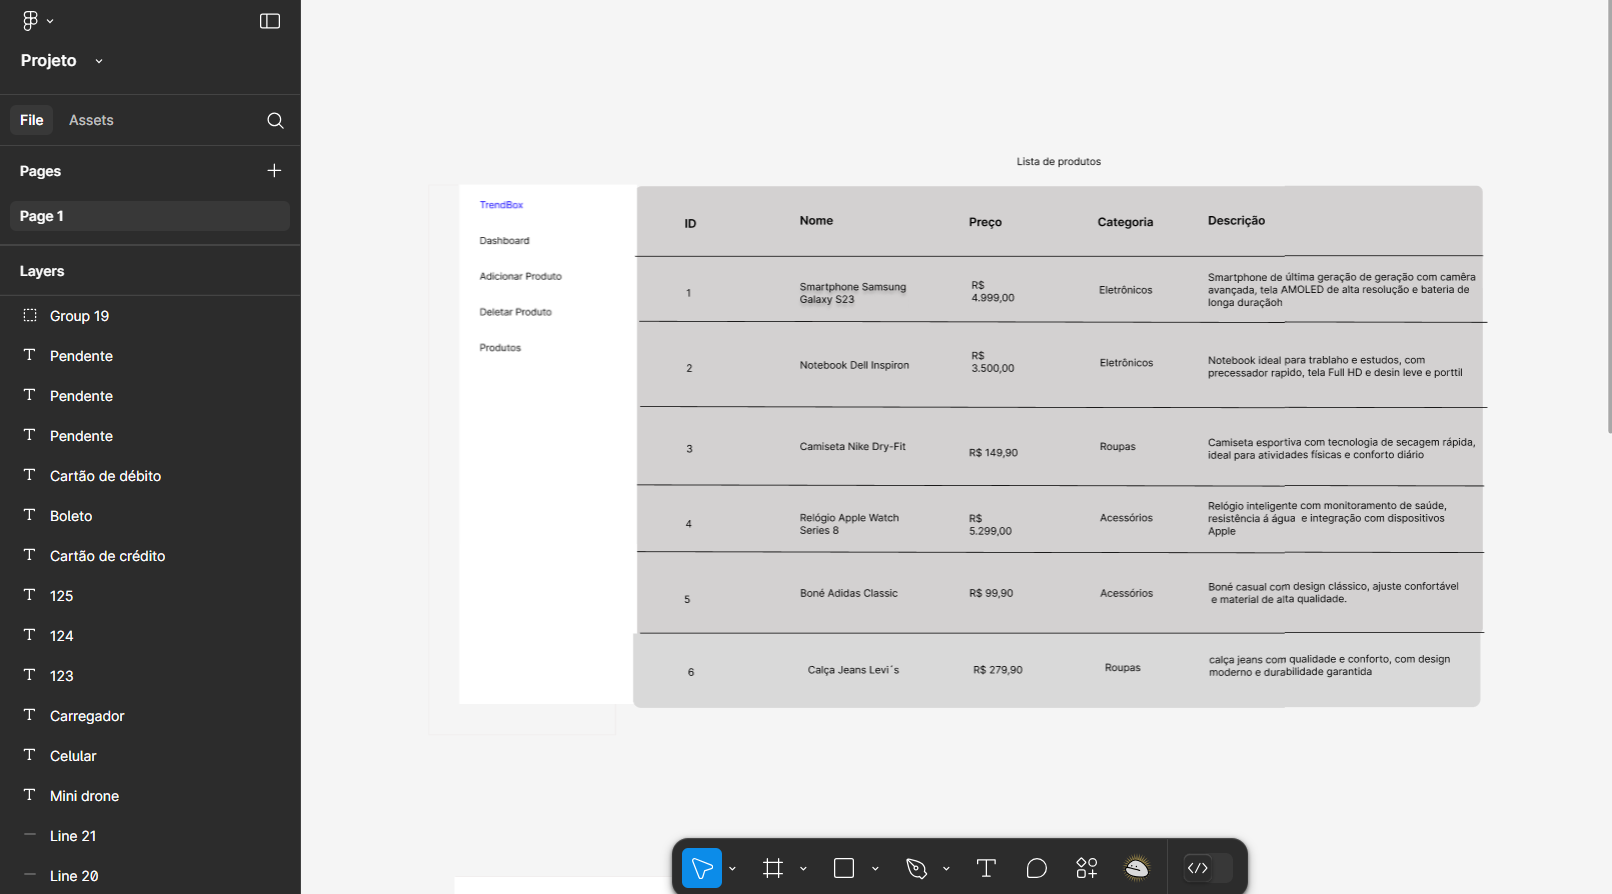 Projeto
File Assets
Pages
Page 1
Layers
Group 19
Pendente
Pendente
Pendente
Cartão de débito
Boleto
Cartão de crédito
125
124
123
Carregador
Celular
Mini drone
Line 21
Line 20
Lista de produtos
TrendBox
Dashboard
Adicionar Produto
Deletar Produto
Produtos
ID Nome Preço Categoria Descrição
1
Smartphone Samsung
Galaxy S23
R$
4.999,00
Eletrônicos
Smartphone de última geração de geração com camêra
avançada, tela AMOLED de alta resolução e bateria de
longa duraçãoh
2
Notebook Dell Inspiron
R$
3.500,00
Eletrônicos
Notebook ideal para trablaho e estudos, com
precessador rapido, tela Full HD e desin leve e porttil
3
Camiseta Nike Dry-Fit
R$ 149,90
Roupas
Camiseta esportiva com tecnologia de secagem rápida,
ideal para atividades físicas e conforto diário
4
Relógio Apple Watch
Series 8
R$
5.299,00
Acessórios
Relógio inteligente com monitoramento de saúde,
resistência á água e integração com dispositivos
Apple
5
Boné Adidas Classic
R$ 99,90
Acessórios
Boné casual com design clássico, ajuste confortável
e material de alta qualidade.
6
Calça Jeans Levi´s
R$ 279,90
Roupas
calça jeans com qualidade e conforto, com design
moderno e durabilidade garantida